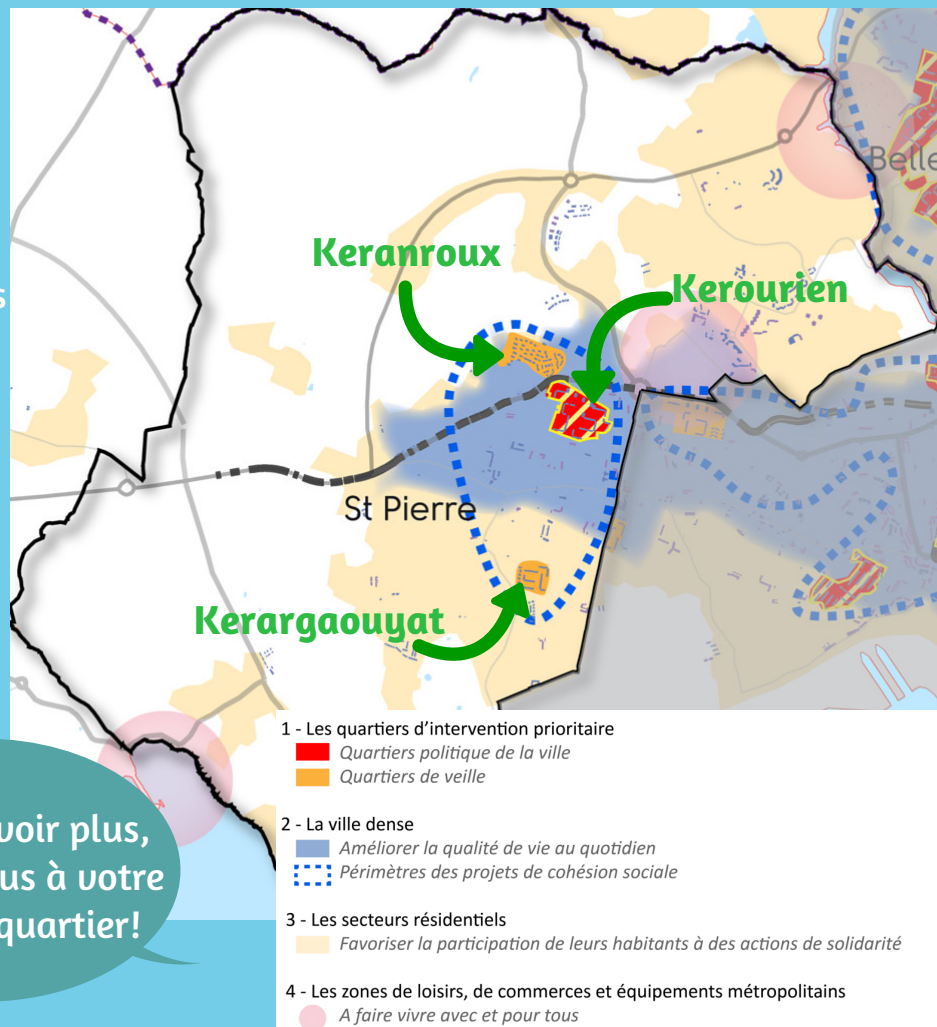 Belle
Keranroux
Kerourien
s
St Pierre
Kerargaouyat
1 - Les quartiers d'intervention prioritaire
Quartiers politique de la ville
Quartiers de veille
2 - La ville dense
Améliorer la qualité de vie au quotidien
Périmètres des projets de cohésion sociale
3 - Les secteurs résidentiels
Favoriser la participation de leurs habitants à des actions de solidarité
4 - Les zones de loisirs, de commerces et équipements métropolitains
A faire vivre avec et pour tous
voir plus,
us à votre
quartier!